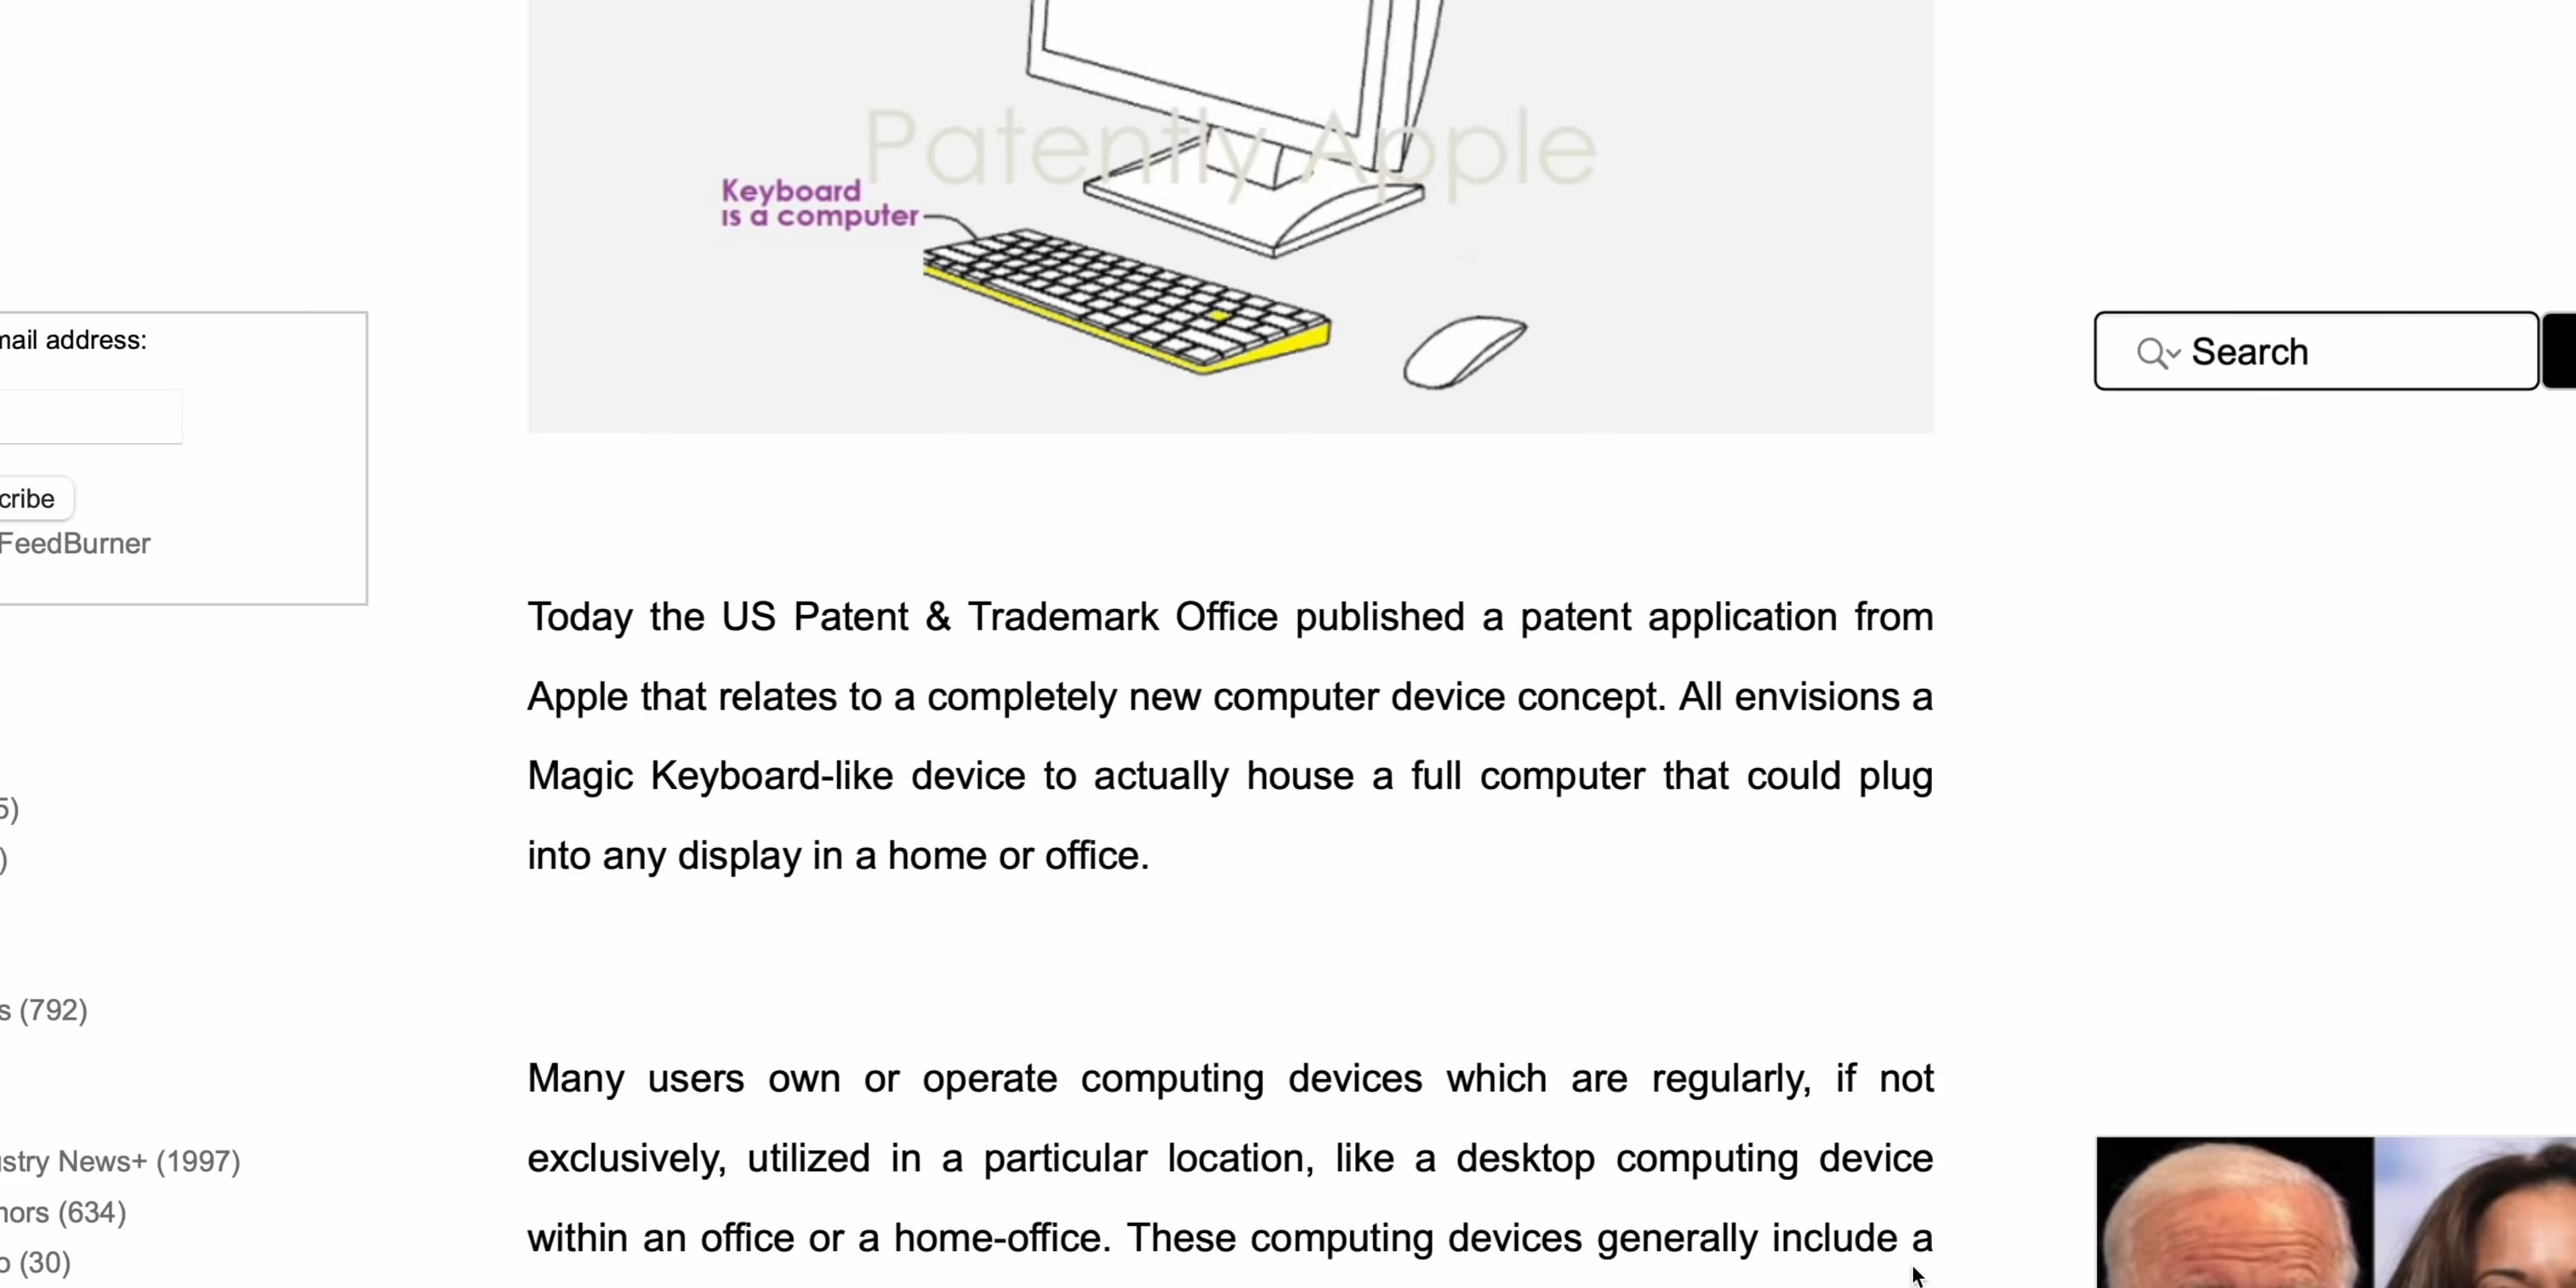 Patently Apple
Keyboard
is a computer
mail address:
Search
cribe
FeedBurner
Today the US Patent & Trademark Office published a patent application from
Apple that relates to a completely new computer device concept. All envisions a
Magic Keyboard-like device to actually house a full computer that could plug
into any display in a home or office.
5)
)
s (792)
Many users own or operate computing devices which are regularly, if not
exclusively, utilized in a particular location, like a desktop computing device
within an office or a home-office. These computing devices generally include a
ustry News+ (1997)
mors (634)
o (30)